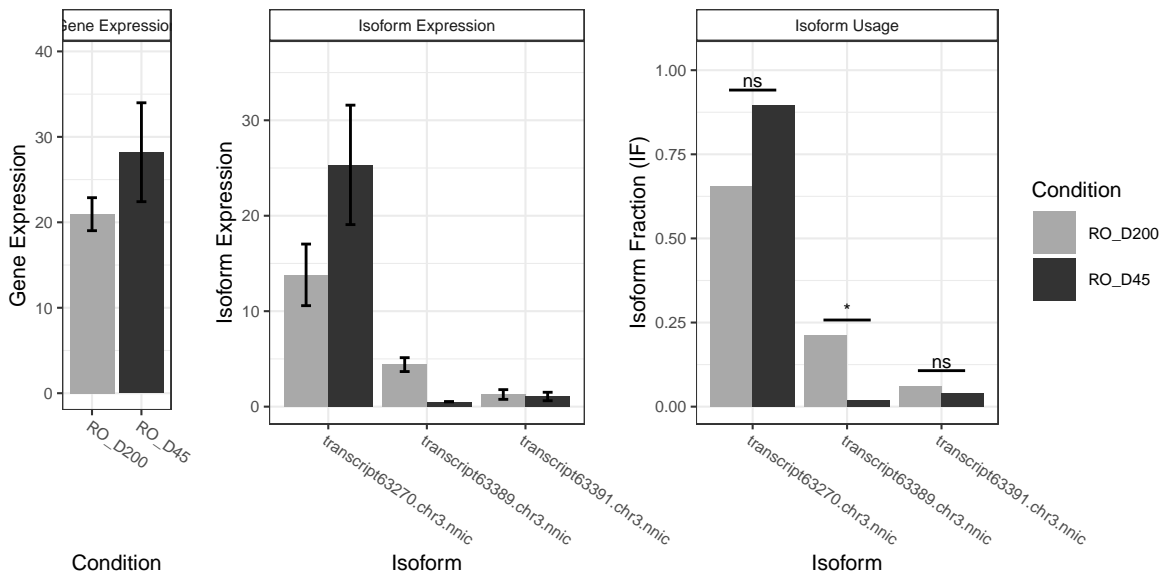 Gene Expression
Gene Expression
40
30
20
10
0
RO_D200
RO_D45
Condition
Isoform Expression
Isoform Expression
30
20
10
0
transcript63270.chr3.nnic
transcript63389.chr3.nnic
transcript63391.chr3.nnic
Isoform
Isoform Usage
Isoform Fraction (IF)
1.00
0.75
0.50
0.25
0.00
ns
*
ns
transcript63270.chr3.nnic
transcript63389.chr3.nnic
transcript63391.chr3.nnic
Isoform
Condition
RO_D200
RO_D45